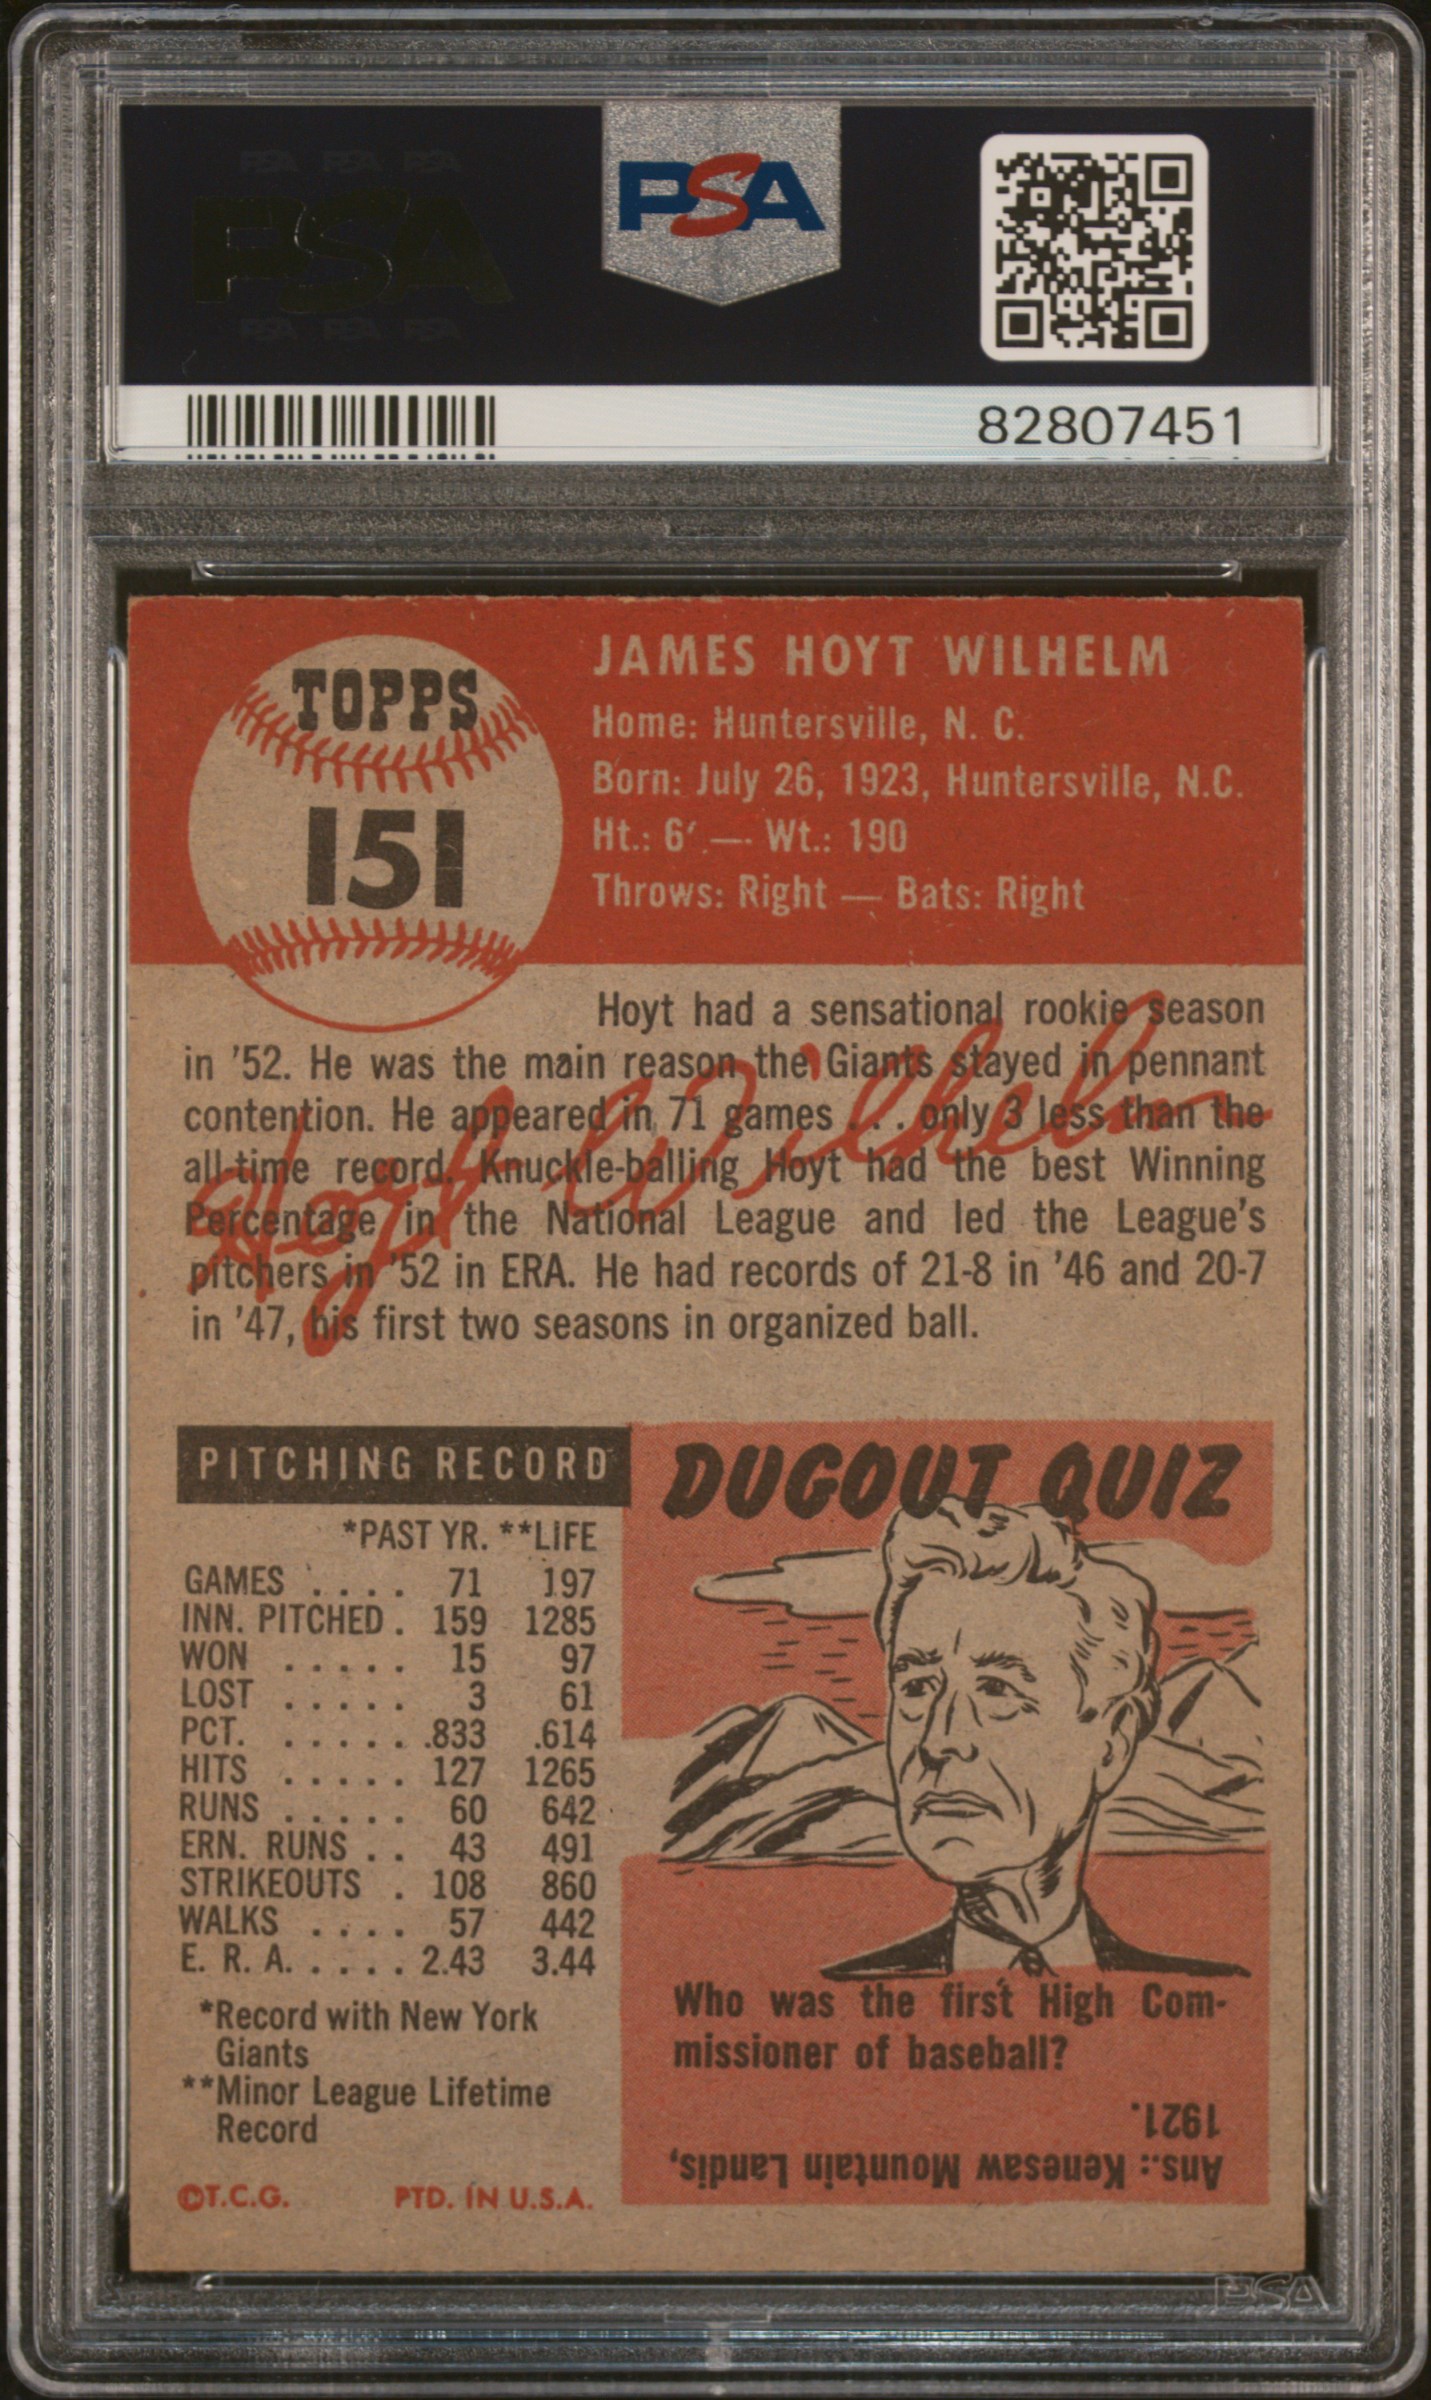 PSA PSA PSA
PSA
PSA PSA PSA
PSA
82807451
TOPPS
151
JAMES HOYT WILHELM
Home: Huntersville, N. C.
Born: July 26, 1923, Huntersville, N.C.
Ht.: 6' — Wt.: 190
Throws: Right — Bats: Right
Hoyt had a sensational rookie season
in '52. He was the main reason the Giants stayed in pennant
contention. He appeared in 71 games . . . only 3 less than the
all-time record. Knuckle-balling Hoyt had the best Winning
Percentage in the National League and led the League's
pitchers in '52 in ERA. He had records of 21-8 in '46 and 20-7
in '47, his first two seasons in organized ball.
Hoyt Wilhelm
PITCHING RECORD
*PAST YR. **LIFE
GAMES . . . . 71 197
INN. PITCHED . 159 1285
WON . . . . . 15 97
LOST . . . . . 3 61
PCT. . . . . . .833 .614
HITS . . . . . 127 1265
RUNS . . . . . 60 642
ERN. RUNS . . 43 491
STRIKEOUTS . 108 860
WALKS . . . . 57 442
E. R. A. . . . . 2.43 3.44
*Record with New York
Giants
**Minor League Lifetime
Record
©T.C.G. PTD. IN U.S.A.
DUGOUT QUIZ
Who was the first High Com-
missioner of baseball?
Ans.: Kenesaw Mountain Landis,
1921.
PSA